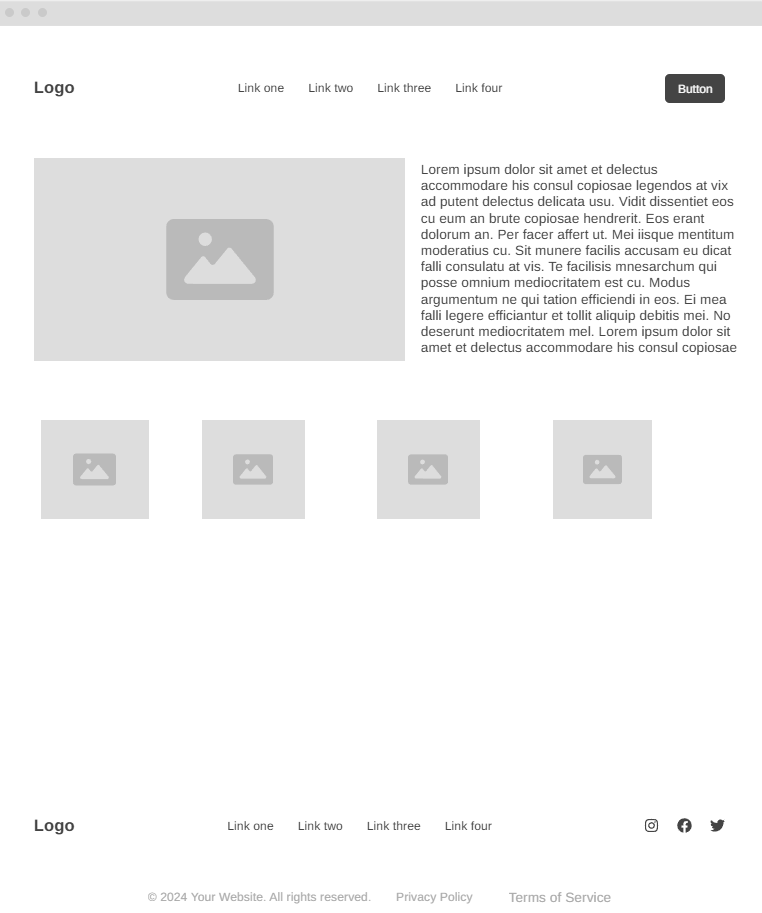 Logo
Link one
Link two
Link three
Link four
Button
Lorem ipsum dolor sit amet et delectus
accommodare his consul copiosae legendos at vix
ad putent delectus delicata usu. Vidit dissentiet eos
cu eum an brute copiosae hendrerit. Eos erant
dolorum an. Per facer affert ut. Mei iisque mentitum
moderatius cu. Sit munere facilis accusam eu dicat
falli consulatu at vis. Te facilisis mnesarchum qui
posse omnium mediocritatem est cu. Modus
argumentum ne qui tation efficiendi in eos. Ei mea
falli legere efficiantur et tollit aliquip debitis mei. No
deserunt mediocritatem mel. Lorem ipsum dolor sit
amet et delectus accommodare his consul copiosae
Logo
Link one
Link two
Link three
Link four
© 2024 Your Website. All rights reserved.
Privacy Policy
Terms of Service